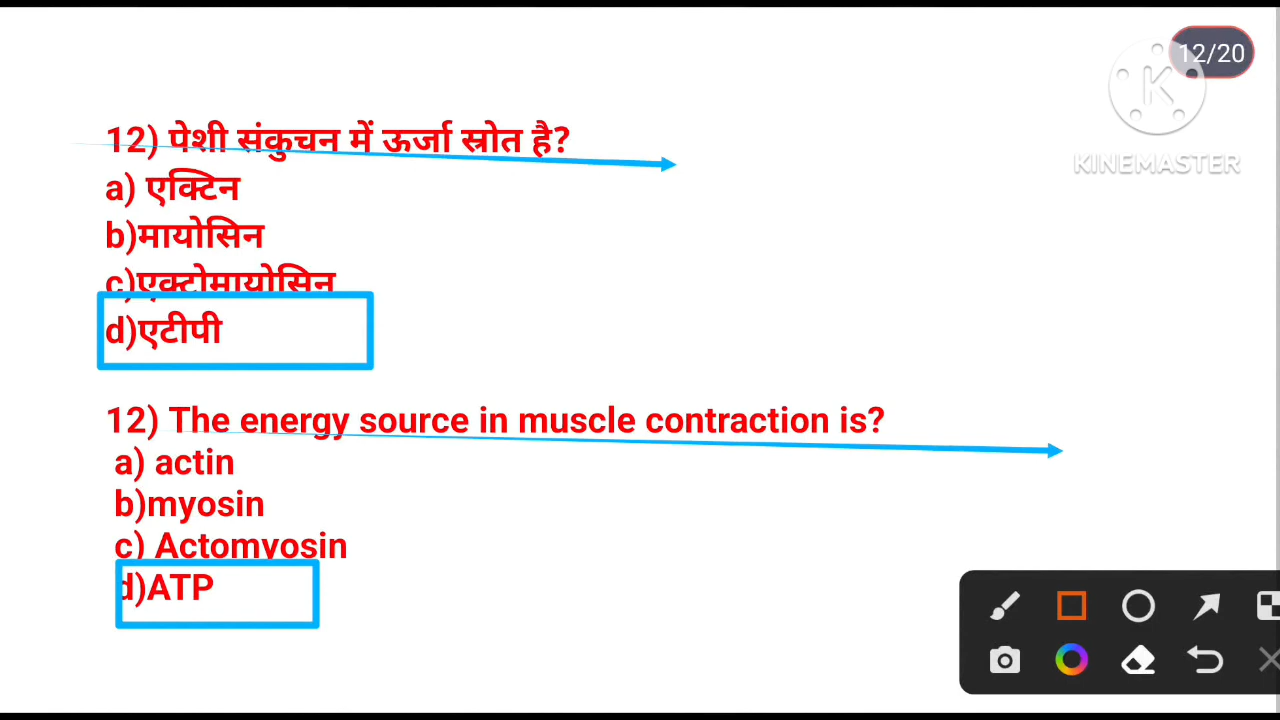 12/20
KINEMASTER
12) पेशी संकुचन में ऊर्जा स्रोत है?
a) एक्टिन
b)मायोसिन
c)एक्टोमायोसिन
d)एटीपी
12) The energy source in muscle contraction is?
a) actin
b)myosin
c) Actomyosin
d)ATP